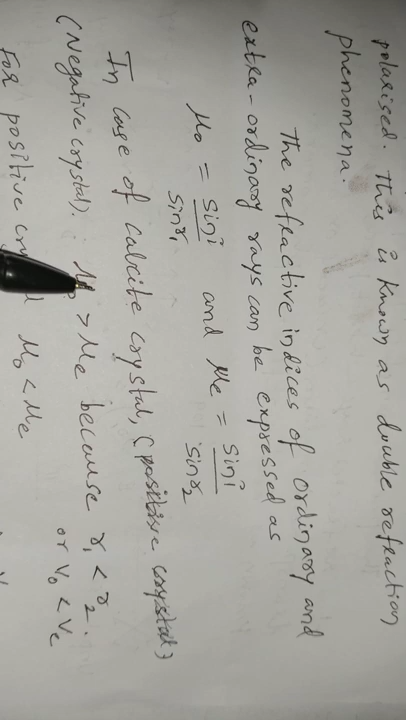 polarised. This is known as double refraction
phenomena.
The refractive indices of ordinary and
extra-ordinary rays can be expressed as
μo = sin i / sin r₁ and μe = sin i / sin r₂
In case of calcite crystal, (positive crystal)
(negative crystal). > μe because r₁ < r₂.
or vo < ve
For positive μo < μe